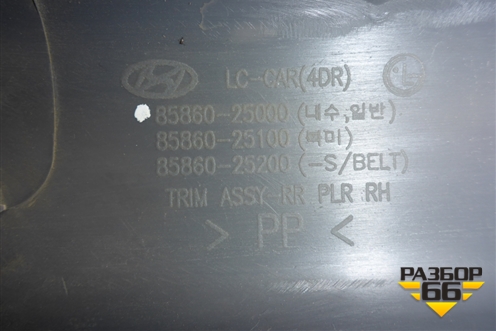 LC-CAR(4DR)
85860-25000 (내수,일반)
85860-25100 (북미)
85860-25200 (-S/BELT)
TRIM ASSY-RR PLR RH
> PP <
РАЗБОР
66